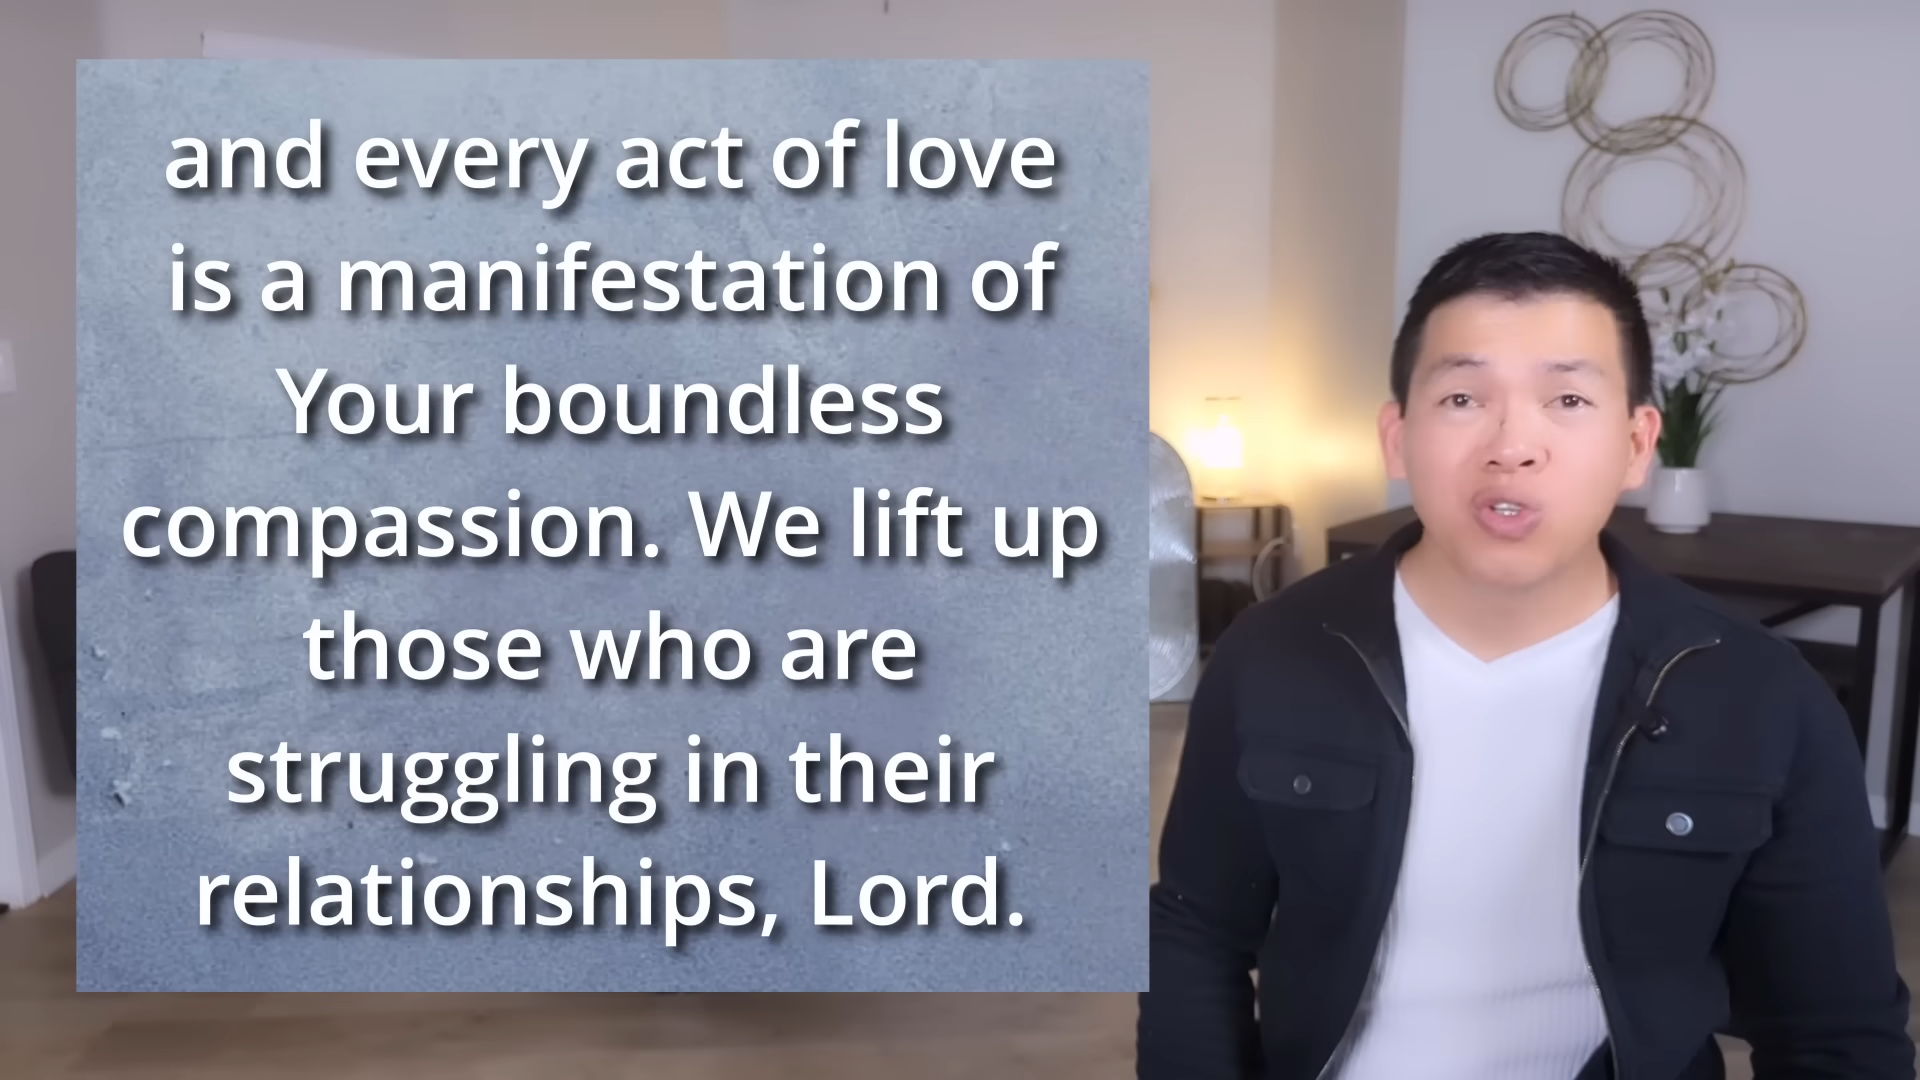 and every act of love
is a manifestation of
Your boundless
compassion. We lift up
those who are
struggling in their
relationships, Lord.